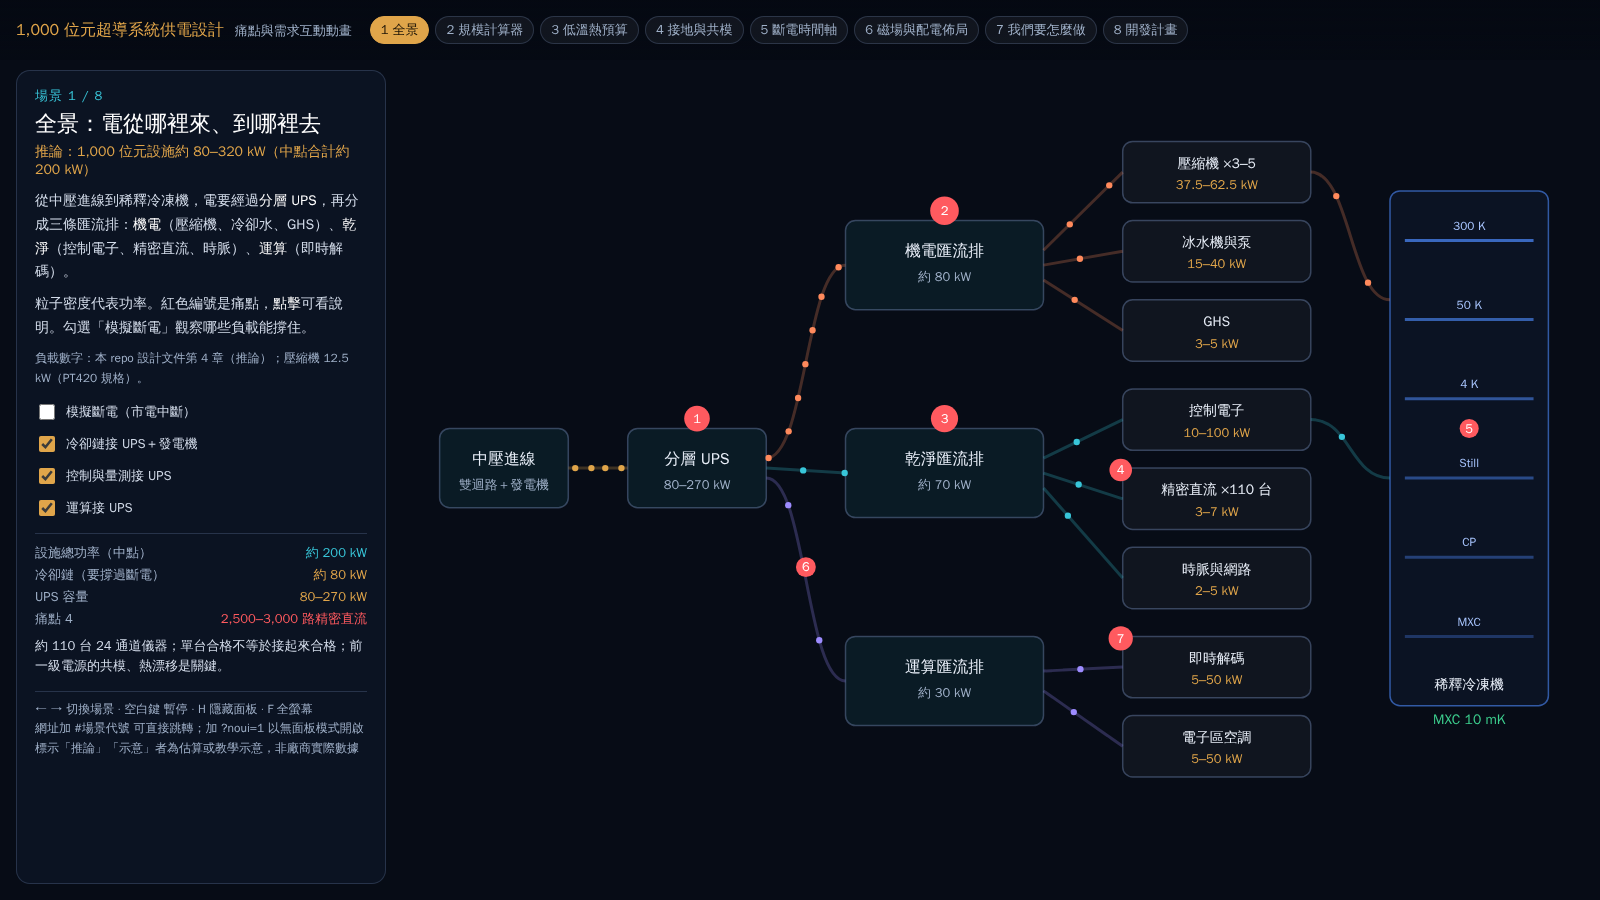 1,000 位元超導系統供電設計 痛點與需求互動動畫
1 全景
2 規模計算器
3 低溫熱預算
4 接地與共模
5 斷電時間軸
6 磁場與配電佈局
7 我們要怎麼做
8 開發計畫
場景 1 / 8
全景：電從哪裡來、到哪裡去
推論：1,000 位元設施約 80–320 kW（中點合計約
200 kW）
從中壓進線到稀釋冷凍機，電要經過分層 UPS，再分
成三條匯流排：機電（壓縮機、冷卻水、GHS）、乾
淨（控制電子、精密直流、時脈）、運算（即時解
碼）。
粒子密度代表功率。紅色編號是痛點，點擊可看說
明。勾選「模擬斷電」觀察哪些負載能撐住。
負載數字：本 repo 設計文件第 4 章（推論）；壓縮機 12.5
kW（PT420 規格）。
模擬斷電（市電中斷）
冷卻鏈接 UPS＋發電機
控制與量測接 UPS
運算接 UPS
設施總功率（中點） 約 200 kW
冷卻鏈（要撐過斷電） 約 80 kW
UPS 容量 80–270 kW
痛點 4 2,500–3,000 路精密直流
約 110 台 24 通道儀器；單台合格不等於接起來合格；前
一級電源的共模、熱漂移是關鍵。
← → 切換場景 · 空白鍵 暫停 · H 隱藏面板 · F 全螢幕
網址加 #場景代號 可直接跳轉；加 ?noui=1 以無面板模式開啟
標示「推論」「示意」者為估算或教學示意，非廠商實際數據
中壓進線
雙迴路＋發電機
1
分層 UPS
80–270 kW
2
機電匯流排
約 80 kW
3
乾淨匯流排
約 70 kW
6
運算匯流排
約 30 kW
壓縮機 ×3–5
37.5–62.5 kW
冰水機與泵
15–40 kW
GHS
3–5 kW
控制電子
10–100 kW
4
精密直流 ×110 台
3–7 kW
時脈與網路
2–5 kW
7
即時解碼
5–50 kW
電子區空調
5–50 kW
300 K
50 K
4 K
5
Still
CP
MXC
稀釋冷凍機
MXC 10 mK